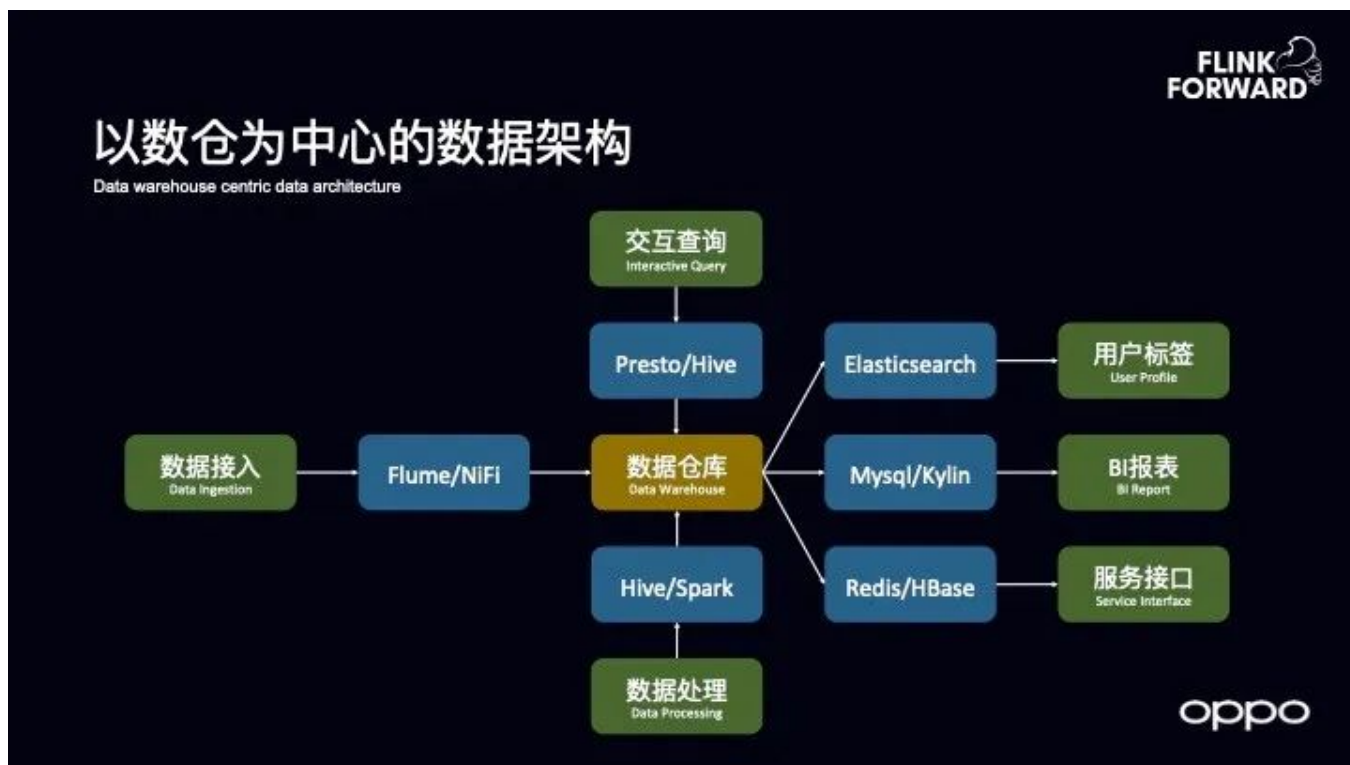 FLINK
FORWARD
以数仓为中心的数据架构
Data warehouse centric data architecture
交互查询
Interactive Query
Presto/Hive
Elasticsearch
用户标签
User Profile
数据接入
Data Ingestion
Flume/NiFi
数据仓库
Data Warehouse
Mysql/Kylin
BI报表
BI Report
Hive/Spark
Redis/HBase
服务接口
Service Interface
数据处理
Data Processing
oppo